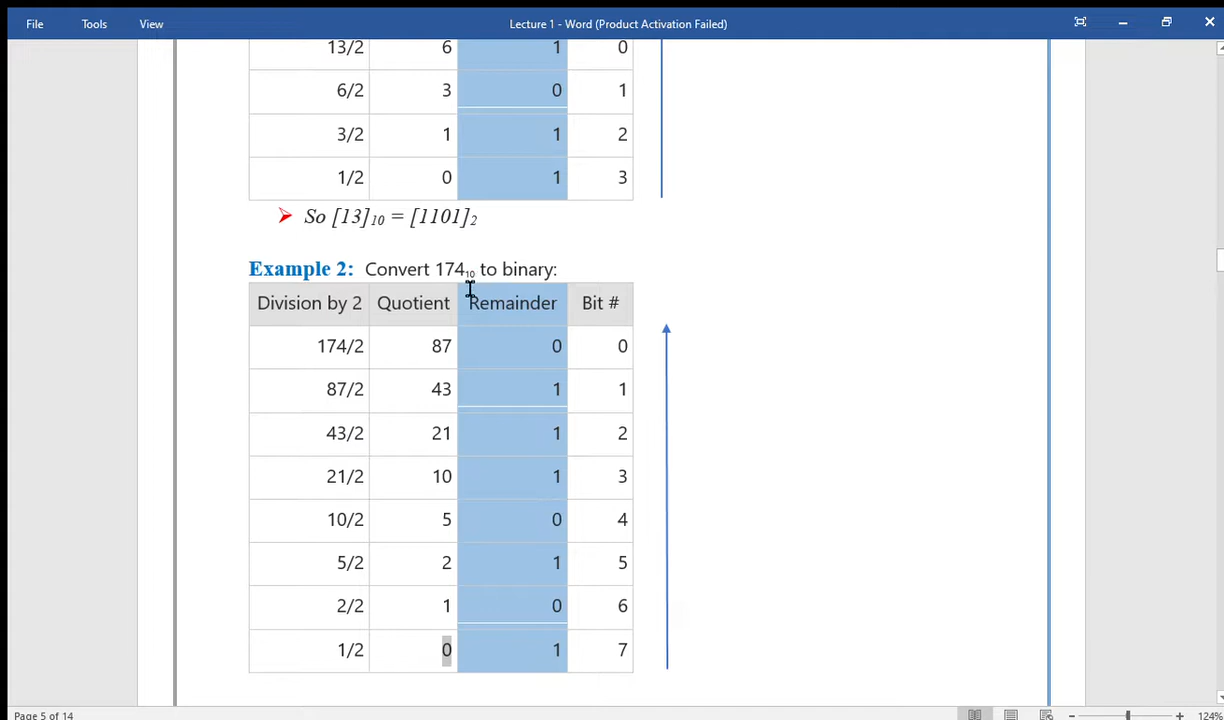 File Tools View Lecture 1 - Word (Product Activation Failed)
13/2 6 1 0
6/2 3 0 1
3/2 1 1 2
1/2 0 1 3
So [13]10 = [1101]2
Example 2: Convert 17410 to binary:
Division by 2 Quotient Remainder Bit #
174/2 87 0 0
87/2 43 1 1
43/2 21 1 2
21/2 10 1 3
10/2 5 0 4
5/2 2 1 5
2/2 1 0 6
1/2 0 1 7
Page 5 of 14 124%